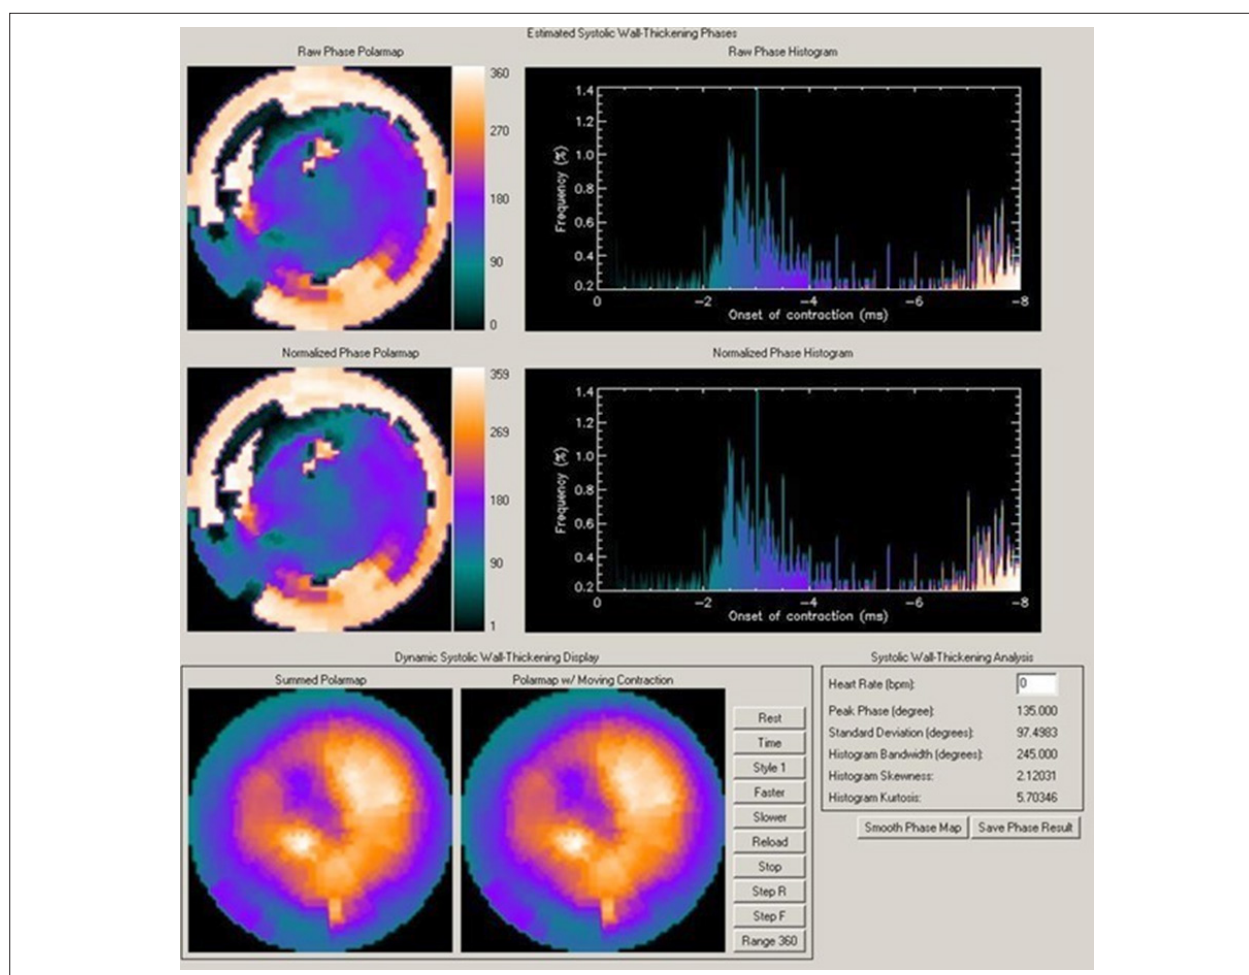 Estimated Systolic Wall-Thickening Phases
Raw Phase Polarmap
Raw Phase Histogram
360
270
180
90
0
1.4
1.2
1.0
0.8
0.6
0.4
0.2
Frequency (%)
0 -2 -4 -6 -8
Onset of contraction (ms)
Normalized Phase Polarmap
Normalized Phase Histogram
359
269
180
90
1
1.4
1.2
1.0
0.8
0.6
0.4
0.2
Frequency (%)
0 -2 -4 -6 -8
Onset of contraction (ms)
Dynamic Systolic Wall-Thickening Display
Summed Polarmap
Polarmap w/ Moving Contraction
Rest
Time
Style 1
Faster
Slower
Reload
Stop
Step R
Step F
Range 360
Systolic Wall-Thickening Analysis
Heart Rate (bpm): 0
Peak Phase (degree): 135.000
Standard Deviation (degrees): 97.4983
Histogram Bandwidth (degrees): 245.000
Histogram Skewness: 2.12031
Histogram Kurtosis: 5.70346
Smooth Phase Map
Save Phase Result